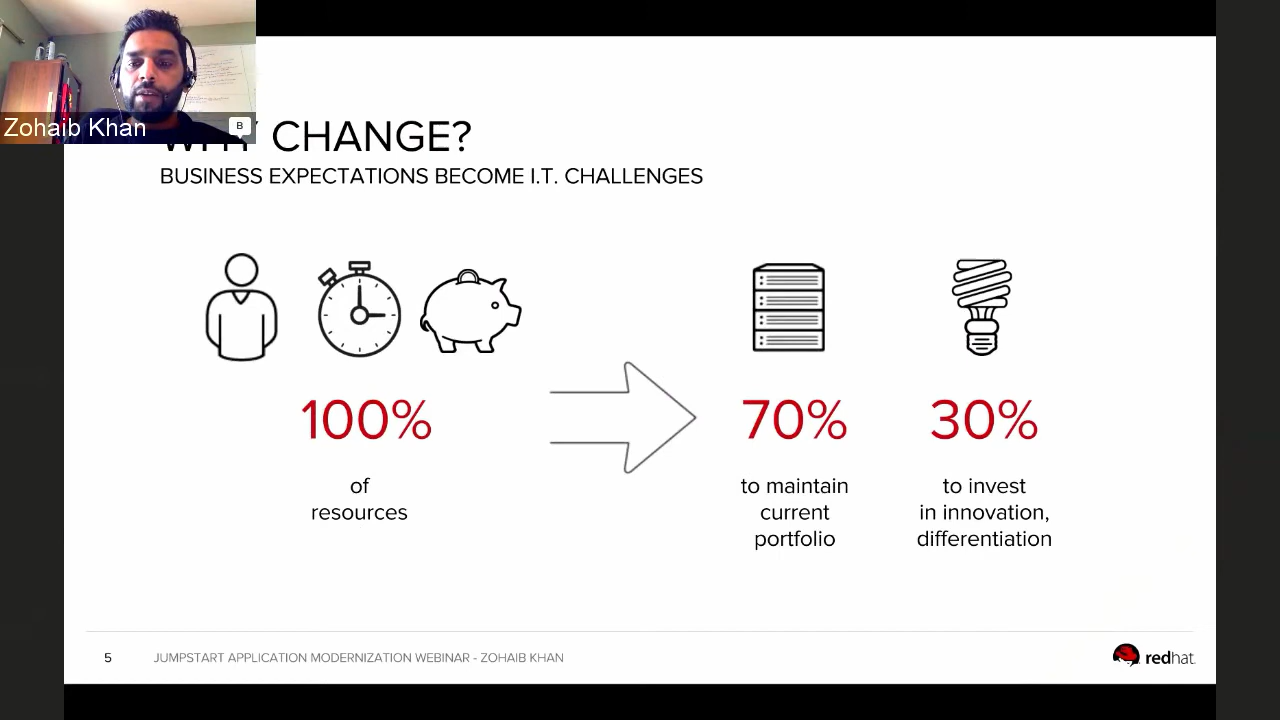 Zohaib Khan
B
WHY CHANGE?
BUSINESS EXPECTATIONS BECOME I.T. CHALLENGES
100%
of
resources
70%
to maintain
current
portfolio
30%
to invest
in innovation,
differentiation
5
JUMPSTART APPLICATION MODERNIZATION WEBINAR - ZOHAIB KHAN
redhat.